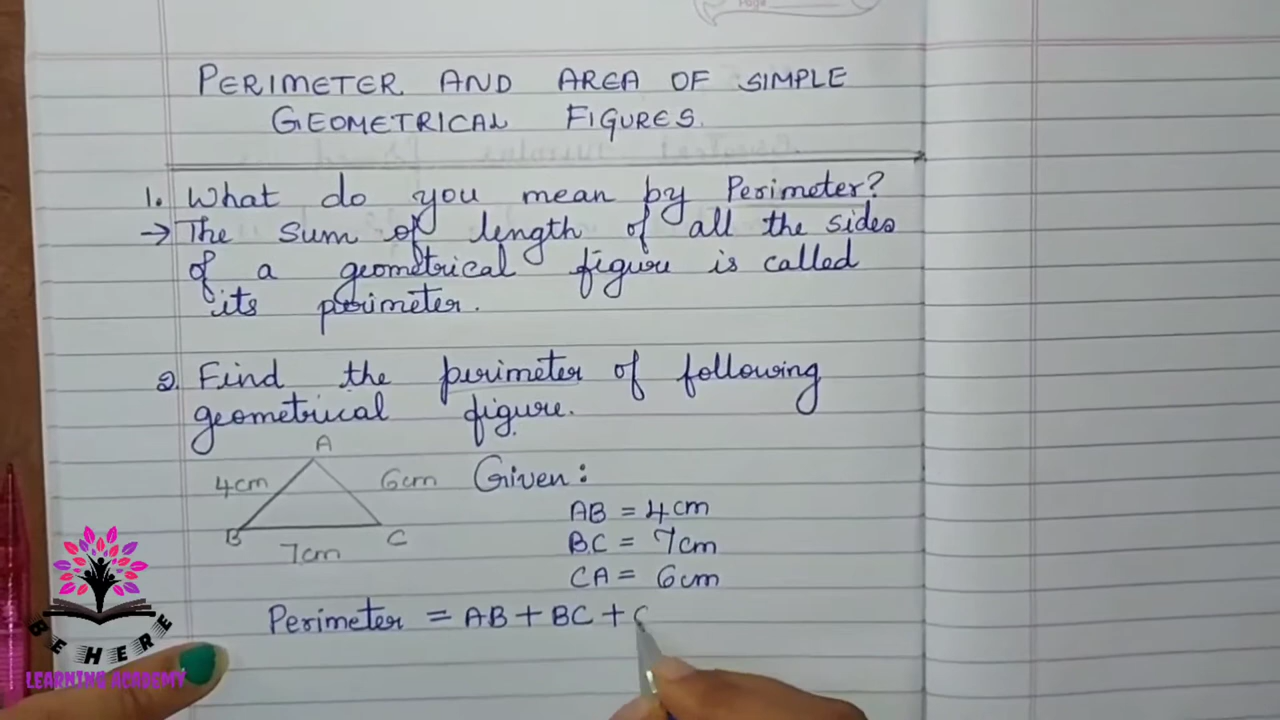 Page
PERIMETER AND AREA OF SIMPLE
GEOMETRICAL FIGURES.
1. What do you mean by Perimeter?
→ The sum of length of all the sides
of a geometrical figure is called
its perimeter.
2. Find the perimeter of following
geometrical figure.
A
4cm 6cm Given:
AB = 4cm
B C
7cm
BC = 7cm
CA = 6cm
Perimeter = AB + BC + C
BE HERE
LEARNING ACADEMY